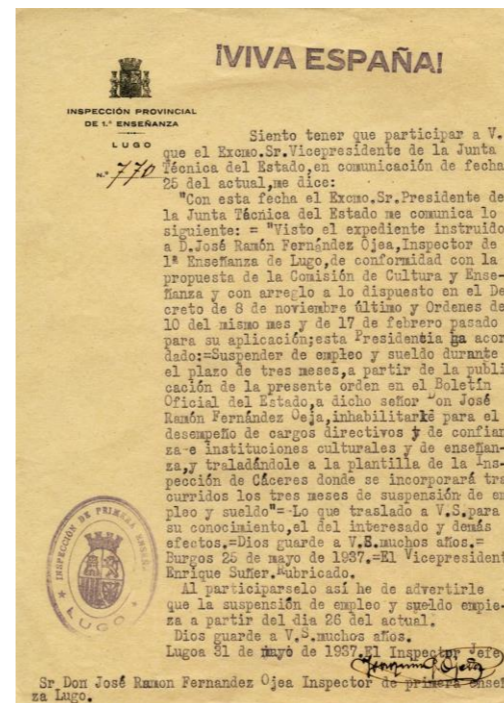 ¡VIVA ESPAÑA!
INSPECCIÓN PROVINCIAL
DE 1.ª ENSEÑANZA
LUGO
N.º 770
Siento tener que participar a V.
que el Excmo.Sr.Vicepresidente de la Junta
Técnica del Estado,en comunicación de fecha
25 del actual,me dice:
"Con esta fecha el Excmo.Sr.Presidente de
la Junta Técnica del Estado me comunica lo
siguiente: = "Visto el expediente instruido
a D.José Ramón Fernández Ojea,Inspector de
1ª Enseñanza de Lugo,de conformidad con la
propuesta de la Comisión de Cultura y Ense-
ñanza y con arreglo a lo dispuesto en el De
creto de 8 de noviembre último y Ordenes de
10 del mismo mes y de 17 de febrero pasado
para su aplicación;esta Presidentia ha acor
dado:=Suspender de empleo y sueldo durante
el plazo de tres meses,a partir de la publi
cación de la presente orden en el Boletín
Oficial del Estado,a dicho señor Don José
Ramón Fernández Oeja,inhabilitarle para el
desempeño de cargos directivos y de confian
za e instituciones culturales y de enseñan-
za,y traladándole a la plantilla de la Ins-
pección de Cáceres donde se incorporará tra
curridos los tres meses de suspensión de em
pleo y sueldo"= Lo que traslado a V.S.para
su conocimiento,el del interesado y demás
efectos.=Dios guarde a V.S.muchos años.=
Burgos 25 de mayo de 1937.=El Vicepresident
Enrique Suñer.Rubricado.
Al participarselo así he de advertirle
que la suspensión de empleo y sueldo empie-
za a partir del dia 26 del actual.
Dios guarde a V.S.muchos años.
Lugoa 31 de mayo de 1937.El Inspector Jefe
INSPECCIÓN DE PRIMERA ENSEÑ.
LUGO
Sr Don José Ramon Fernandez Ojea Inspector de primera enseñ
za Lugo.